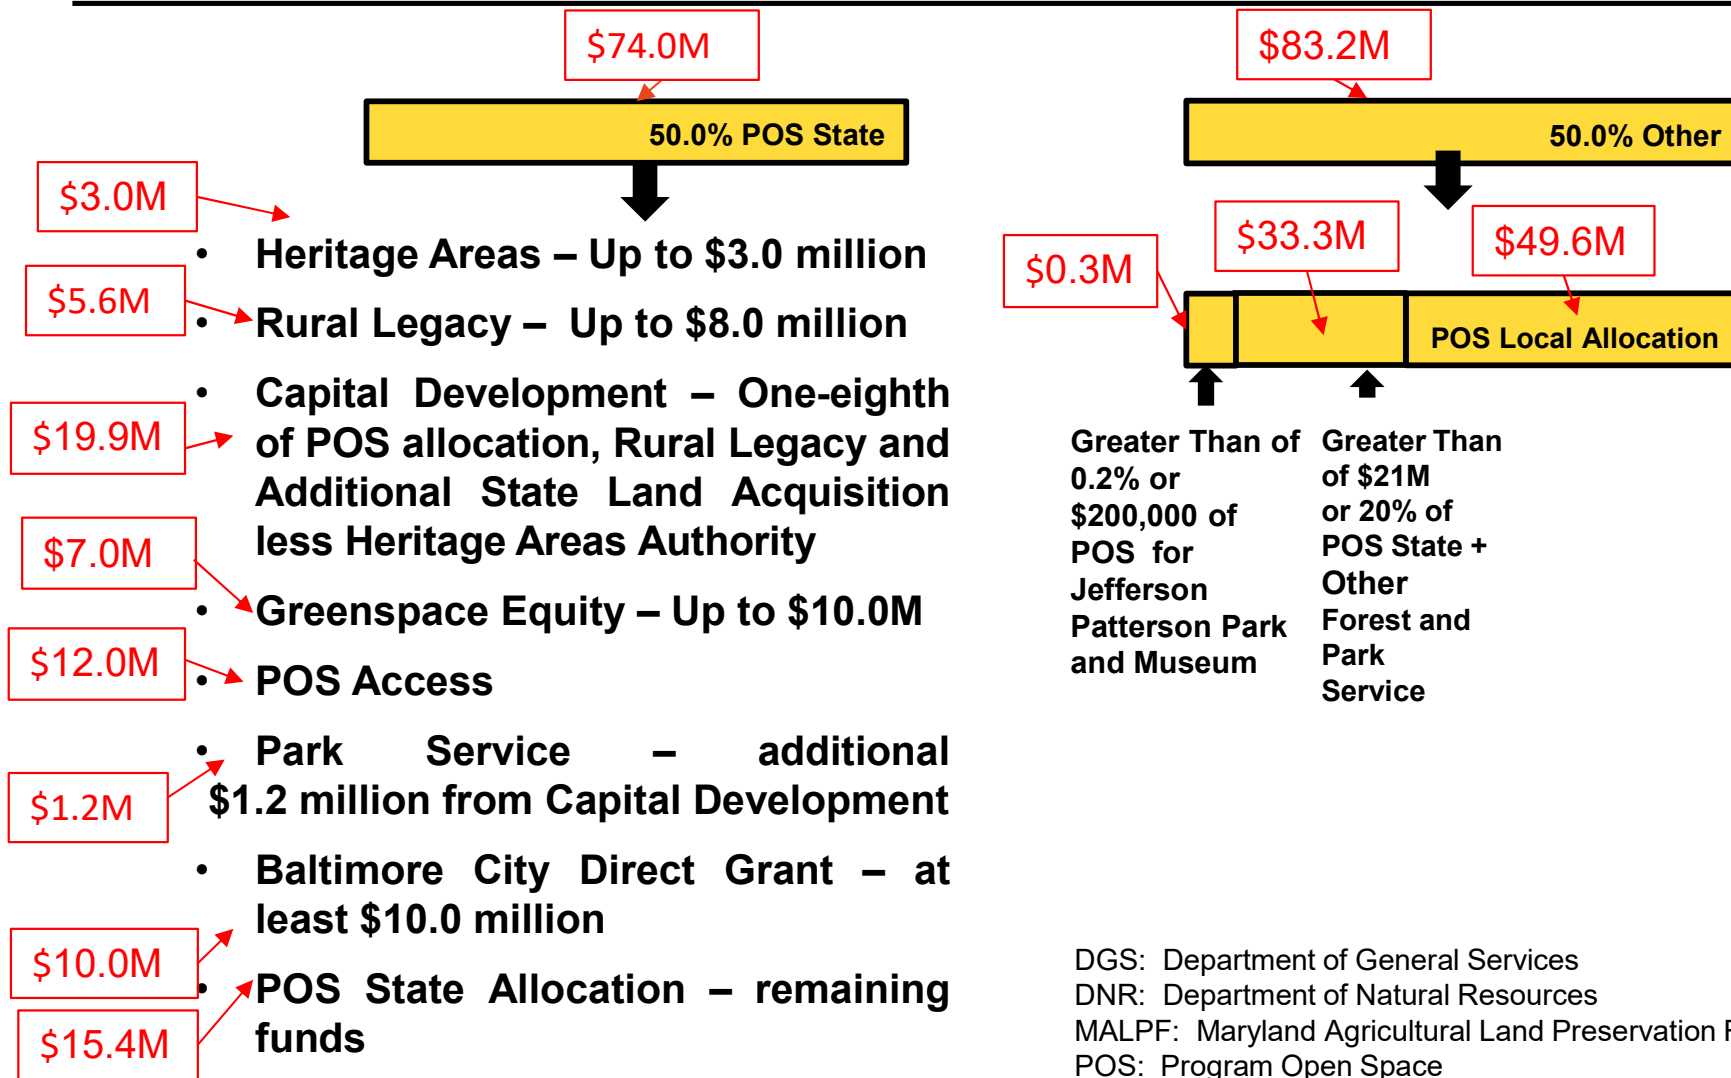 $74.0M
50.0% POS State
$3.0M
• Heritage Areas – Up to $3.0 million
$5.6M
• Rural Legacy – Up to $8.0 million
$19.9M
• Capital Development – One-eighth
of POS allocation, Rural Legacy and
Additional State Land Acquisition
less Heritage Areas Authority
$7.0M
• Greenspace Equity – Up to $10.0M
$12.0M
• POS Access
$1.2M
• Park Service – additional
$1.2 million from Capital Development
• Baltimore City Direct Grant – at
least $10.0 million
$10.0M
• POS State Allocation – remaining
funds
$15.4M
$83.2M
50.0% Other
$0.3M
$33.3M
$49.6M
POS Local Allocation
Greater Than of
0.2% or
$200,000 of
POS for
Jefferson
Patterson Park
and Museum
Greater Than
of $21M
or 20% of
POS State +
Other
Forest and
Park
Service
DGS: Department of General Services
DNR: Department of Natural Resources
MALPF: Maryland Agricultural Land Preservation
POS: Program Open Space